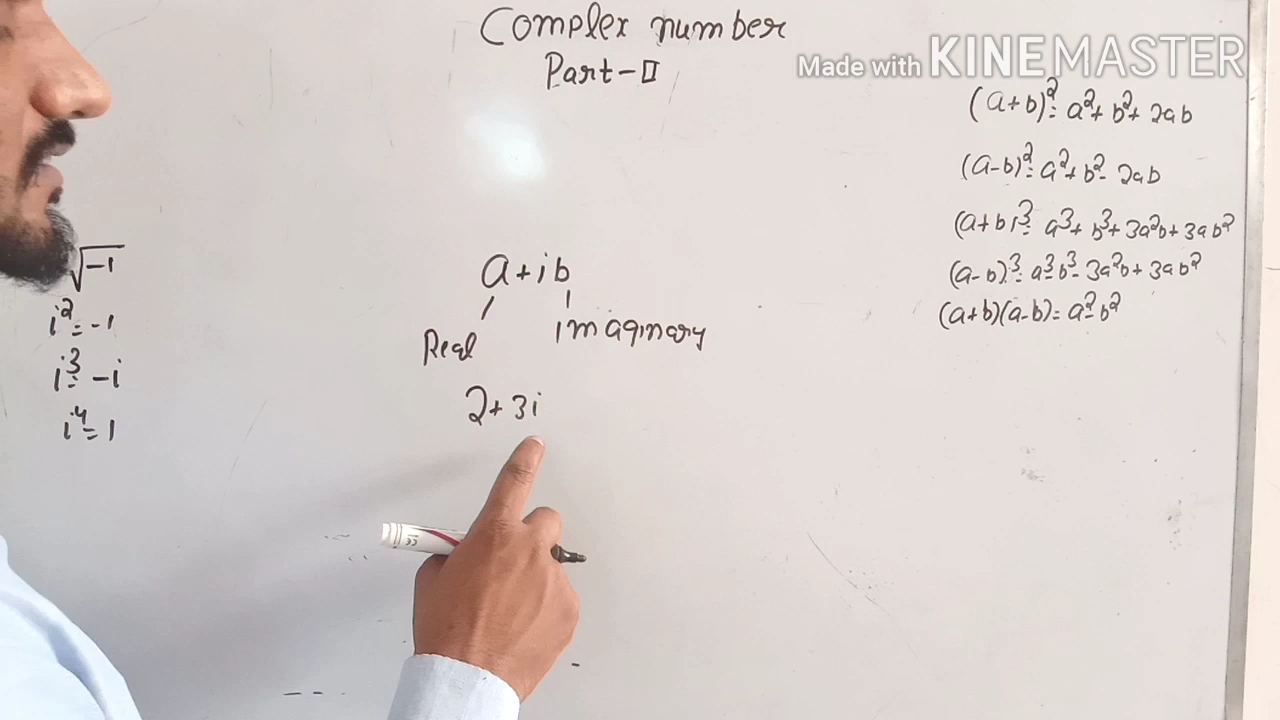 Complex number
Part-II
Made with KINEMASTER
(a+b)²=a²+b²+2ab
(a-b)²=a²+b²-2ab
(a+b)³=a³+b³+3a²b+3ab²
(a-b)³=a³-b³-3a²b+3ab²
(a+b)(a-b)=a²-b²
√-1
i²=-1
i³=-i
i⁴=1
a+ib
Real
imaginary
2+3i